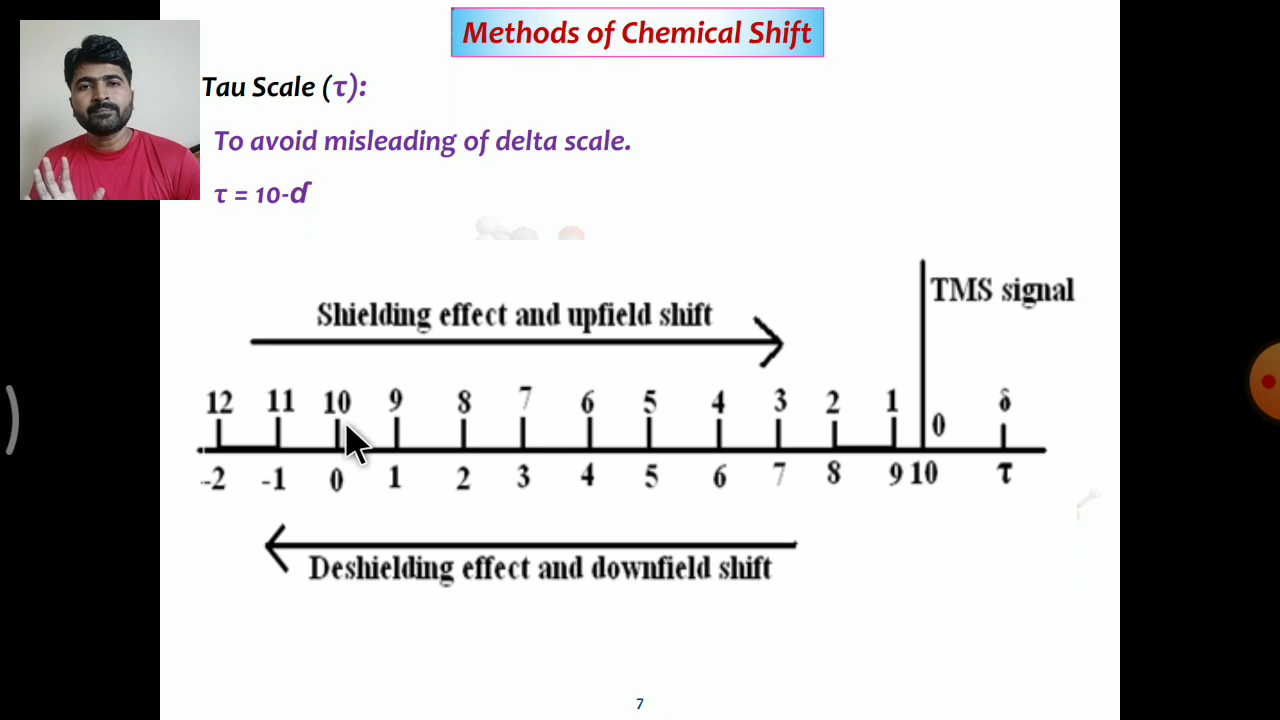 Methods of Chemical Shift
Tau Scale (τ):
To avoid misleading of delta scale.
τ = 10-ɗ
TMS signal
Shielding effect and upfield shift
12 11 10 9 8 7 6 5 4 3 2 1 0 δ
-2 -1 0 1 2 3 4 5 6 7 8 9 10 τ
Deshielding effect and downfield shift
7